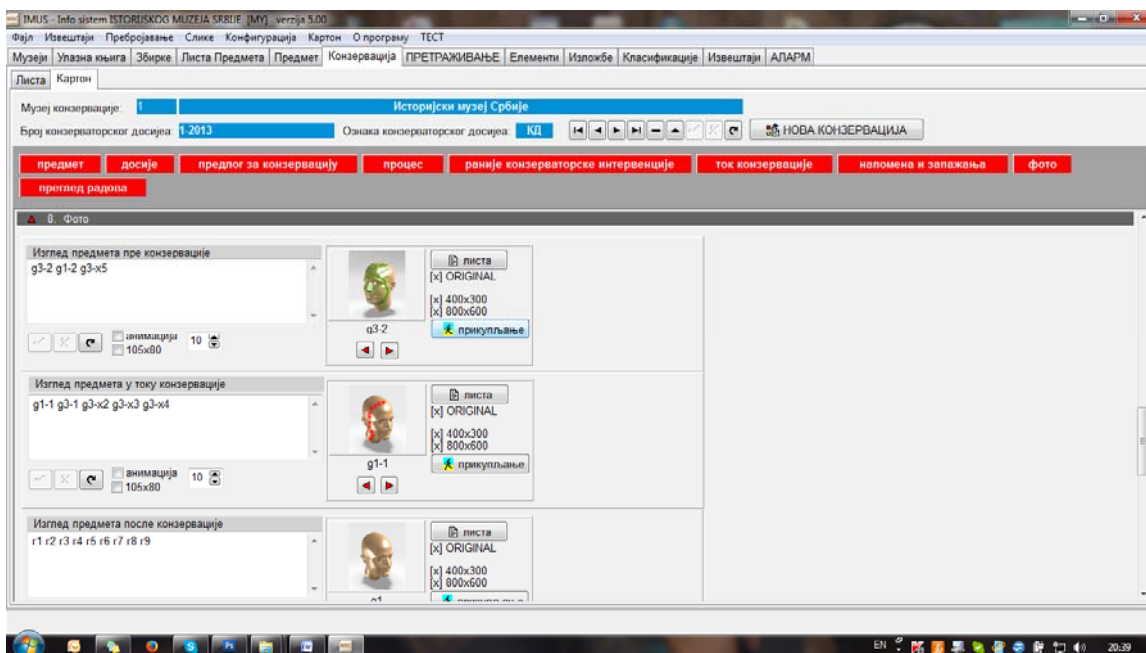 IMUS - Info sistem ISTORIJSKOG MUZEJA SRBIJE [MY] verzija 5.00
Фајл Извештаји Пребројавање Слике Конфигурација Картон О програму ТЕСТ
Музеји Улазна књига Збирке Листа Предмета Предмет Конзервација ПРЕТРАЖИВАЊЕ Елементи Изложбе Класификације Извештаји АЛАРМ
Листа Картон
Музеј конзервације: 1 Историјски музеј Србије
Број конзерваторског досијеа: 1-2013 Ознака конзерваторског досијеа: КД НОВА КОНЗЕРВАЦИЈА
предмет досије предлог за конзервацију процес раније конзерваторске интервенције ток конзервације напомена и запажања фото
преглед радова
8. Фото
Изглед предмета пре конзервације
g3-2 g1-2 g3-x5
листа
[x] ORIGINAL
[x] 400x300
[x] 800x600
g3-2 прикупљање
анимација 10
105x80
Изглед предмета у току конзервације
g1-1 g3-1 g3-x2 g3-x3 g3-x4
листа
[x] ORIGINAL
[x] 400x300
[x] 800x600
g1-1 прикупљање
анимација 10
105x80
Изглед предмета после конзервације
r1 r2 r3 r4 r5 r6 r7 r8 r9
листа
[x] ORIGINAL
[x] 400x300
[x] 800x600
EN 20:39